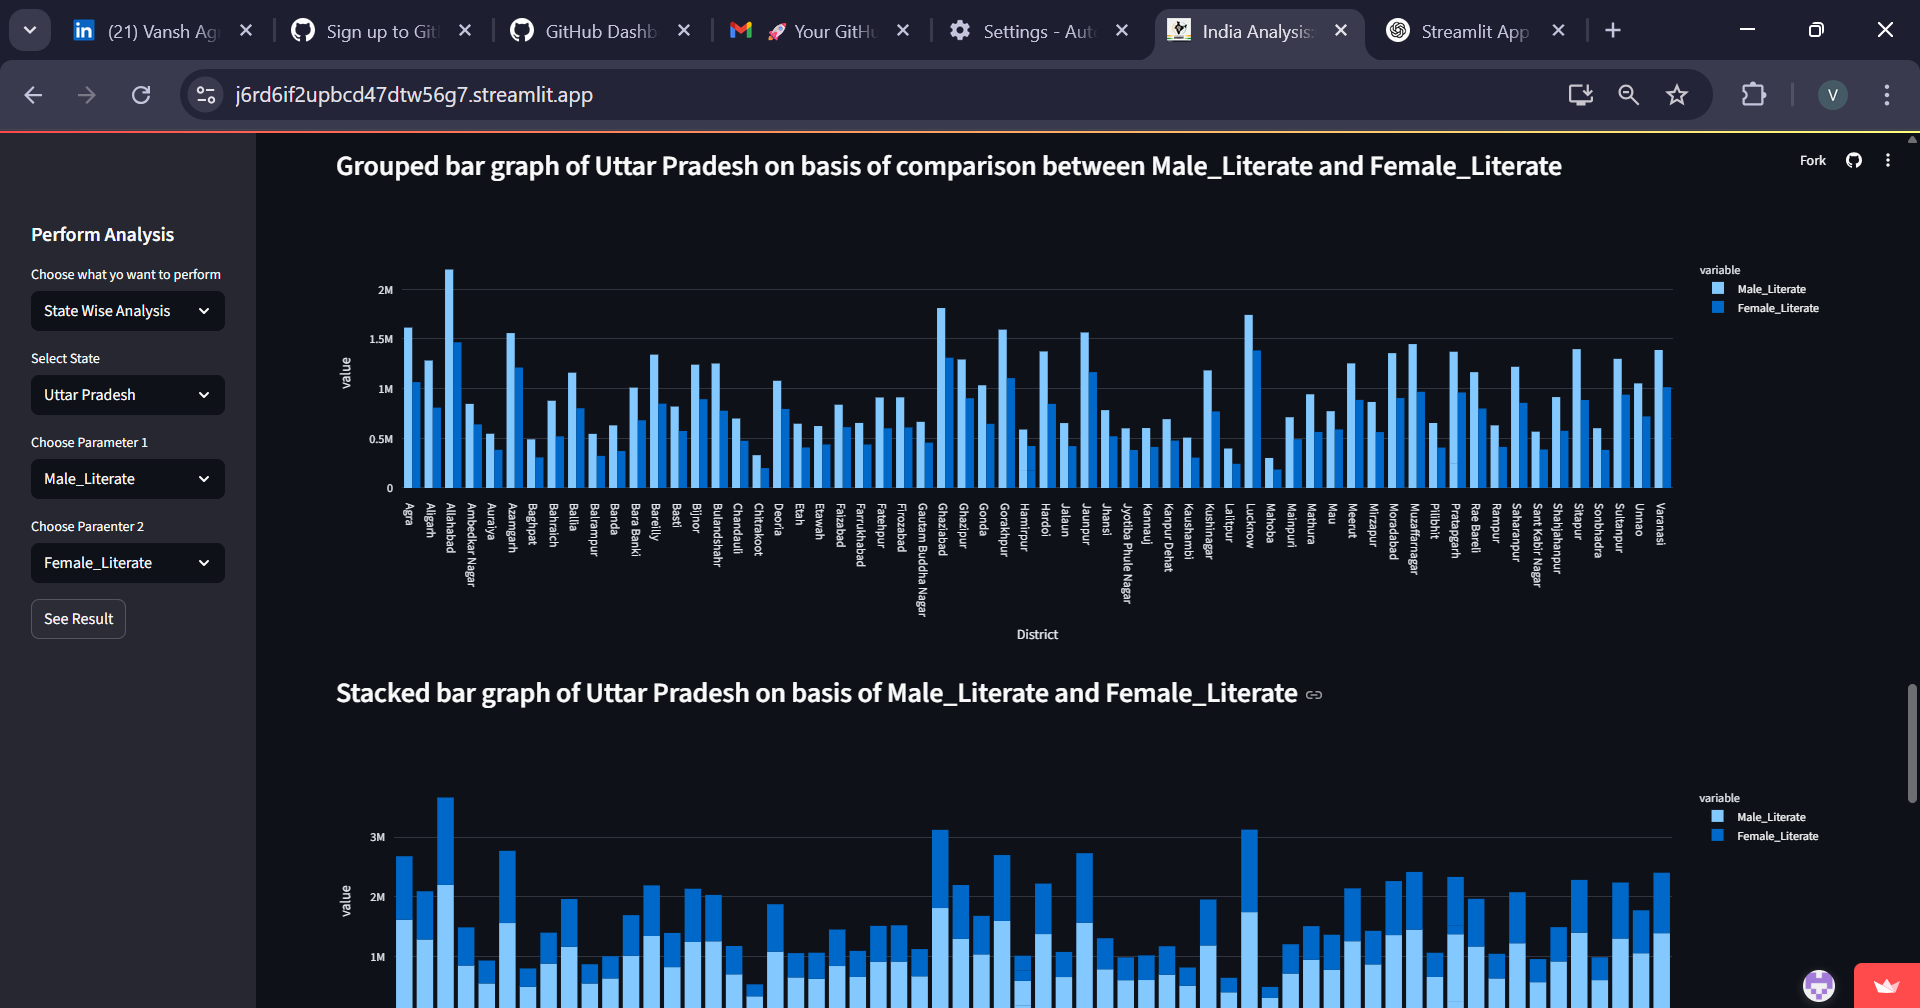 (21) Vansh Ag
Sign up to Git
GitHub Dashb
🚀 Your GitHu
Settings - Aut
India Analysis:
Streamlit App
j6rd6if2upbcd47dtw56g7.streamlit.app
V
Fork
Perform Analysis
Choose what yo want to perform
State Wise Analysis
Select State
Uttar Pradesh
Choose Parameter 1
Male_Literate
Choose Paraenter 2
Female_Literate
See Result
Grouped bar graph of Uttar Pradesh on basis of comparison between Male_Literate and Female_Literate
variable
Male_Literate
Female_Literate
2M
1.5M
1M
0.5M
0
value
Agra
Aligarh
Allahabad
Ambedkar Nagar
Auraiya
Azamgarh
Baghpat
Bahraich
Ballia
Balrampur
Banda
Bara Banki
Bareilly
Basti
Bijnor
Bulandshahr
Chandauli
Chitrakoot
Deoria
Etah
Etawah
Faizabad
Farrukhabad
Fatehpur
Firozabad
Gautam Buddha Nagar
Ghaziabad
Ghazipur
Gonda
Gorakhpur
Hamirpur
Hardoi
Jalaun
Jaunpur
Jhansi
Jyotiba Phule Nagar
Kannauj
Kanpur Dehat
Kaushambi
Kushinagar
Lalitpur
Lucknow
Mahoba
Mainpuri
Mathura
Mau
Meerut
Mirzapur
Moradabad
Muzaffarnagar
Pilibhit
Pratapgarh
Rae Bareli
Rampur
Saharanpur
Sant Kabir Nagar
Shahjahanpur
Sitapur
Sonbhadra
Sultanpur
Unnao
Varanasi
District
Stacked bar graph of Uttar Pradesh on basis of Male_Literate and Female_Literate
variable
Male_Literate
Female_Literate
3M
2M
1M
value